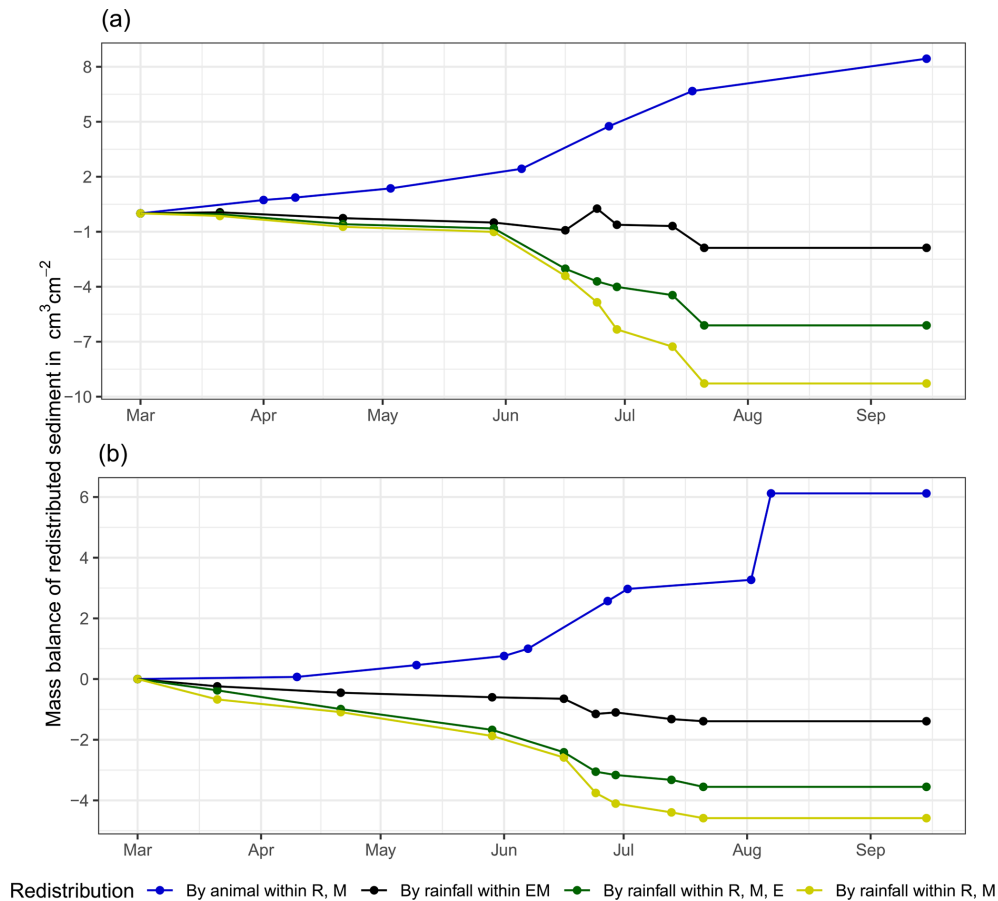 (a)
8
5
2
−1
−4
−7
−10
Mar Apr May Jun Jul Aug Sep
Mass balance of redistributed sediment in cm³cm⁻²
(b)
6
4
2
0
−2
−4
Mar Apr May Jun Jul Aug Sep
Redistribution By animal within R, M By rainfall within EM By rainfall within R, M, E By rainfall within R, M